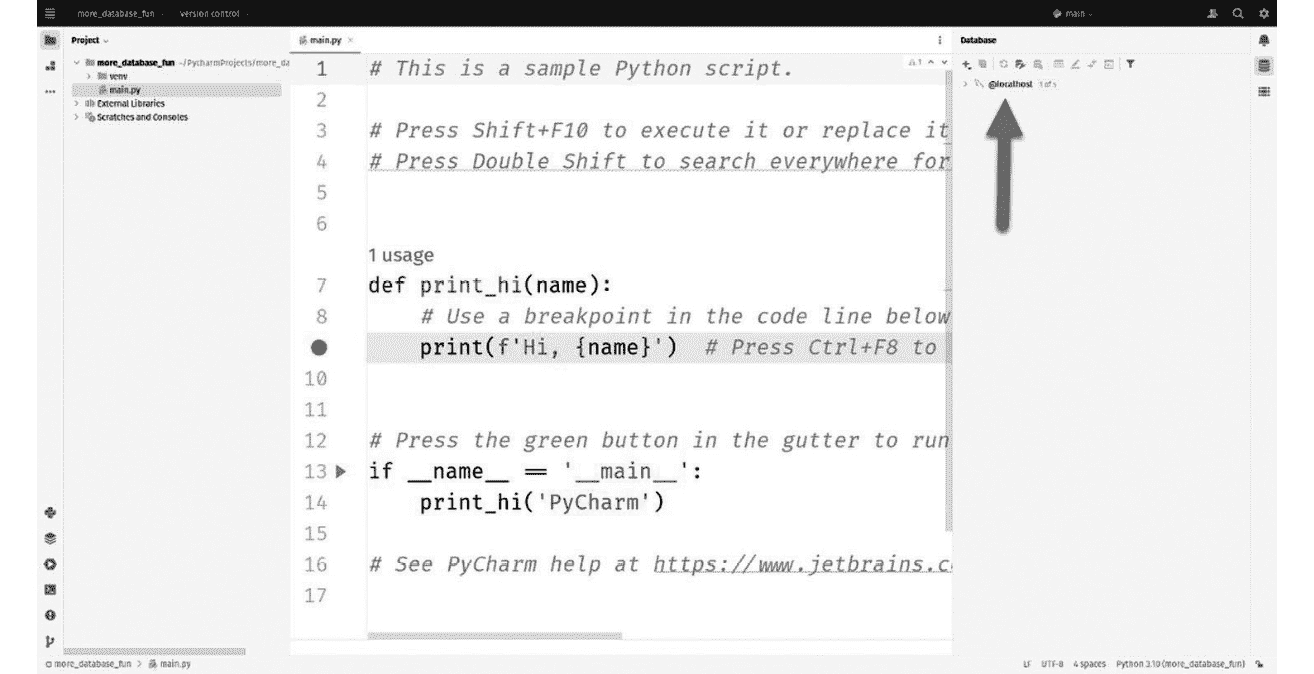 more_database_fun version control main
Project
more_database_fun ~/PycharmProjects/more_da
venv
main.py
External Libraries
Scratches and Consoles
main.py
1 # This is a sample Python script.
2
3 # Press Shift+F10 to execute it or replace it
4 # Press Double Shift to search everywhere for
5
6
1 usage
7 def print_hi(name):
8 # Use a breakpoint in the code line below
print(f'Hi, {name}') # Press Ctrl+F8 to
10
11
12 # Press the green button in the gutter to run
13 if __name__ == '__main__':
14 print_hi('PyCharm')
15
16 # See PyCharm help at https://www.jetbrains.c
17
1
Database
@localhost 1 of 1
more_database_fun > main.py
LF UTF-8 4 spaces Python 3.10 (more_database_fun)